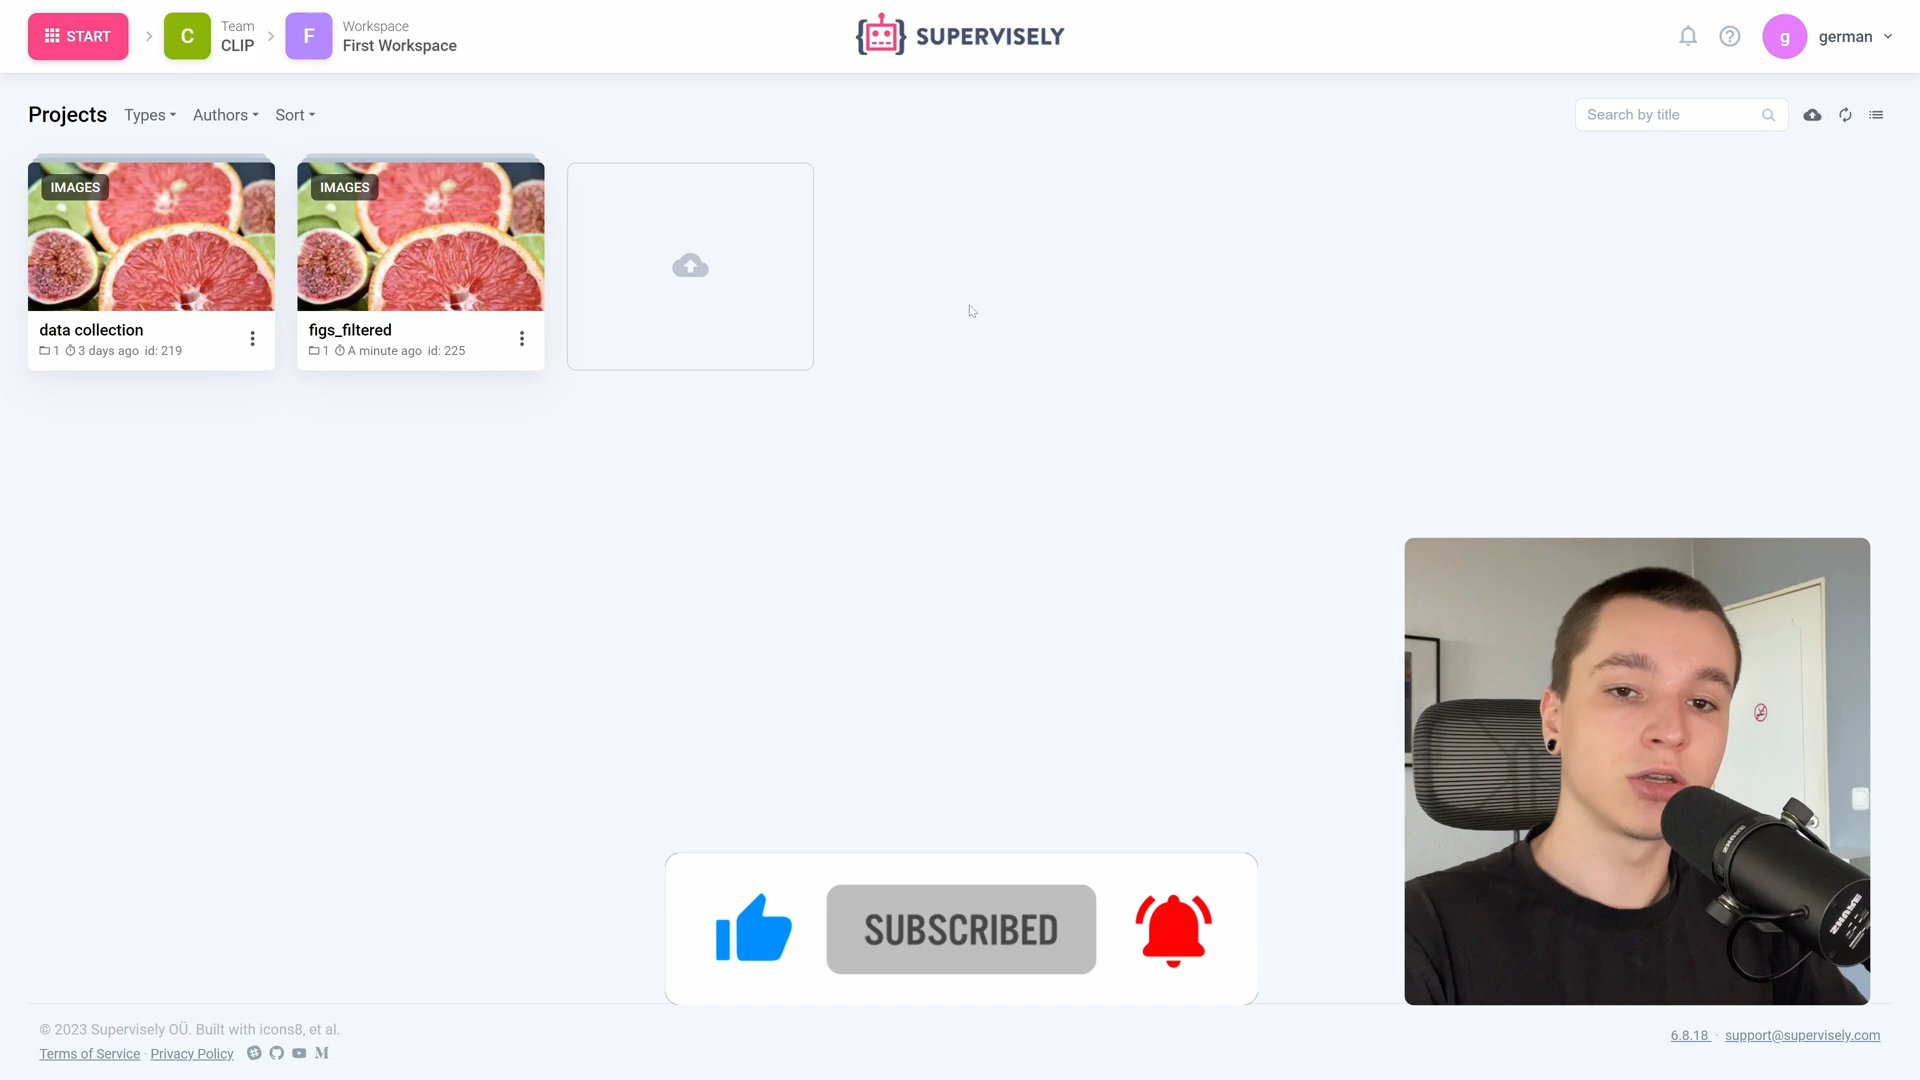 START
C
Team
CLIP
F
Workspace
First Workspace
SUPERVISELY
g
german
Projects
Types
Authors
Sort
Search by title
IMAGES
data collection
1 3 days ago id: 219
IMAGES
figs_filtered
1 A minute ago id: 225
SUBSCRIBED
SHURE
SHURE
© 2023 Supervisely OÜ. Built with icons8, et al.
Terms of Service · Privacy Policy
6.8.18 · support@supervisely.com